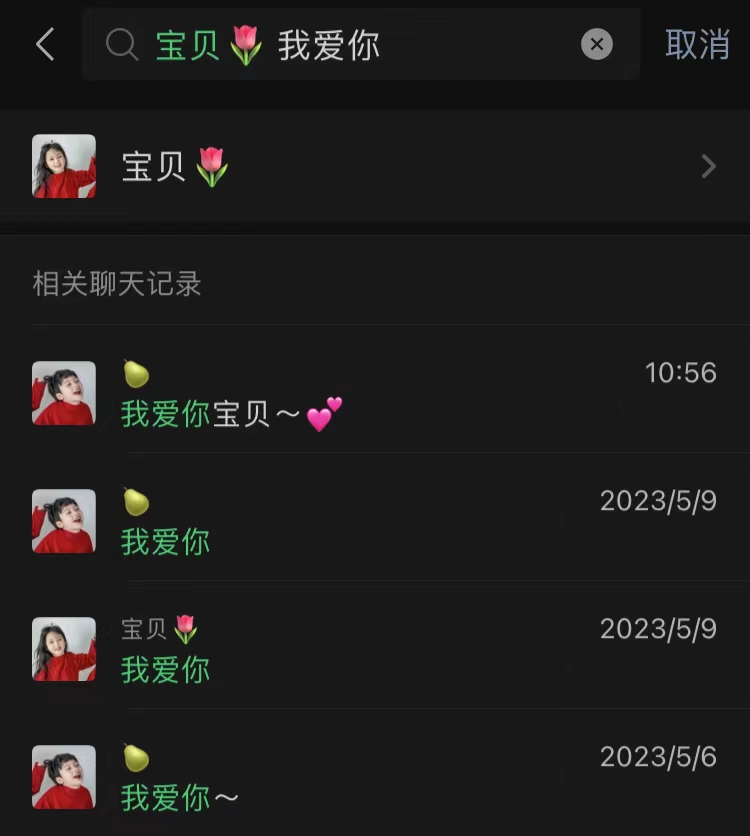 宝贝🌷 我爱你 取消
宝贝🌷
相关聊天记录
🍐 10:56
我爱你宝贝～💕
🍐 2023/5/9
我爱你
宝贝🌷 2023/5/9
我爱你
🍐 2023/5/6
我爱你～